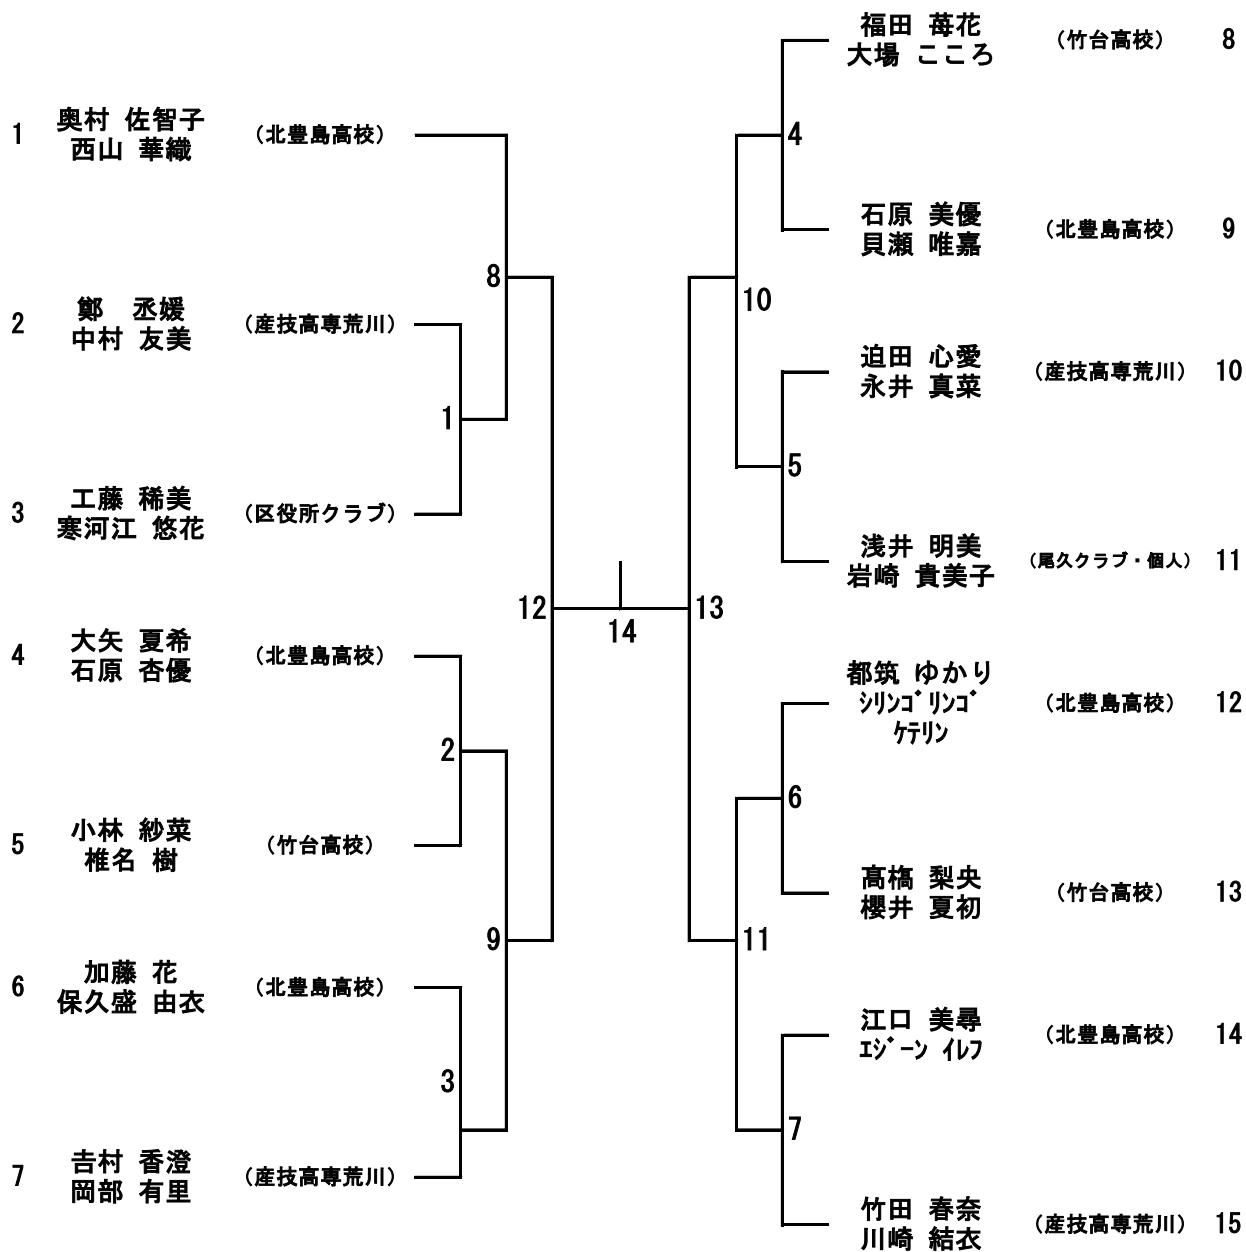 1 奥村 佐智子 (北豊島高校)
西山 華織
2 鄭 丞媛 (産技高専荒川)
中村 友美
3 工藤 稀美 (区役所クラブ)
寒河江 悠花
4 大矢 夏希 (北豊島高校)
石原 杏優
5 小林 紗菜 (竹台高校)
椎名 樹
6 加藤 花 (北豊島高校)
保久盛 由衣
7 𠮷村 香澄 (産技高専荒川)
岡部 有里
1
2
3
8
9
12
14
13
10
11
4
5
6
7
福田 苺花 (竹台高校) 8
大場 こころ
石原 美優 (北豊島高校) 9
貝瀬 唯嘉
迫田 心愛 (産技高専荒川) 10
永井 真菜
浅井 明美 (尾久クラブ・個人) 11
岩崎 貴美子
都筑 ゆかり (北豊島高校) 12
ｼﾘﾝｺﾞﾘﾝｺﾞ
ｹﾃﾘﾝ
髙橋 梨央 (竹台高校) 13
櫻井 夏初
江口 美尋 (北豊島高校) 14
ｴｼﾞｰﾝ ｲﾚﾌ
竹田 春奈 (産技高専荒川) 15
川崎 結衣